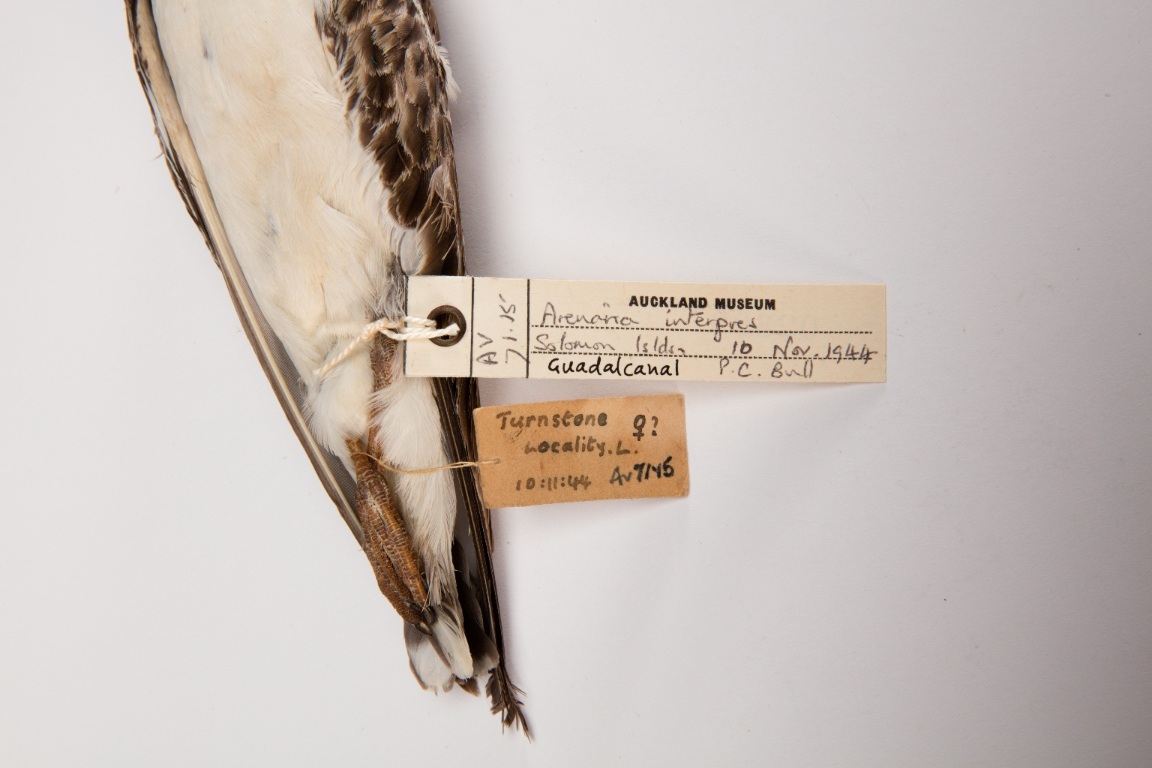 AV
71.15
AUCKLAND MUSEUM
Arenaria interpres
Solomon Islds. 10 Nov. 1944
Guadalcanal P.C. Bull
Turnstone ♀?
Locality. L.
10:11:44